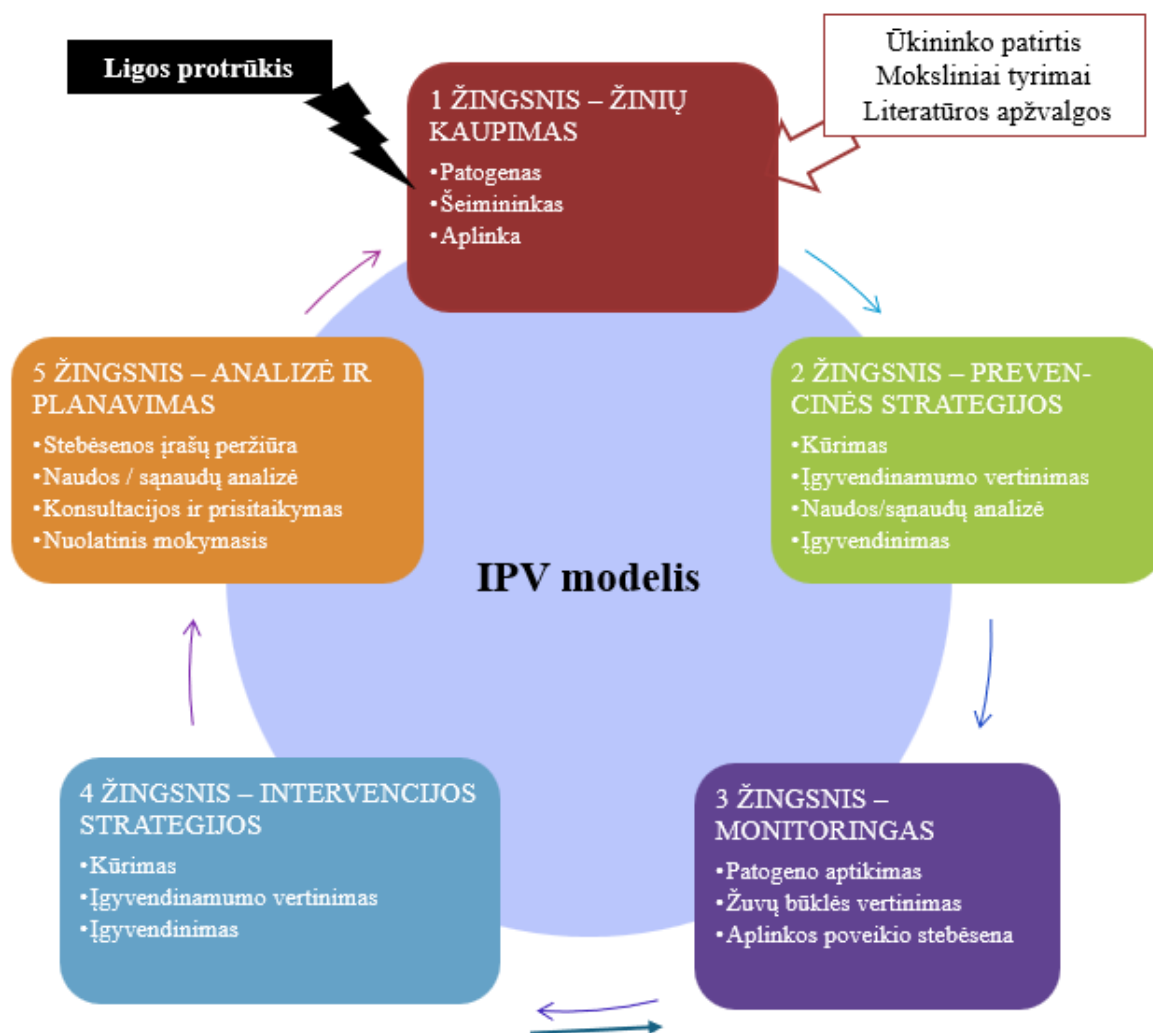 Ligos protrūkis
Ūkininko patirtis
Moksliniai tyrimai
Literatūros apžvalgos
1 ŽINGSNIS – ŽINIŲ
KAUPIMAS
•Patogenas
•Šeimininkas
•Aplinka
2 ŽINGSNIS – PREVEN-
CINĖS STRATEGIJOS
•Kūrimas
•Įgyvendinamumo vertinimas
•Naudos/sąnaudų analizė
•Įgyvendinimas
3 ŽINGSNIS –
MONITORINGAS
•Patogeno aptikimas
•Žuvų būklės vertinimas
•Aplinkos poveikio stebėsena
4 ŽINGSNIS – INTERVENCIJOS
STRATEGIJOS
•Kūrimas
•Įgyvendinamumo vertinimas
•Įgyvendinimas
5 ŽINGSNIS – ANALIZĖ IR
PLANAVIMAS
•Stebėsenos įrašų peržiūra
•Naudos / sąnaudų analizė
•Konsultacijos ir prisitaikymas
•Nuolatinis mokymasis
IPV modelis